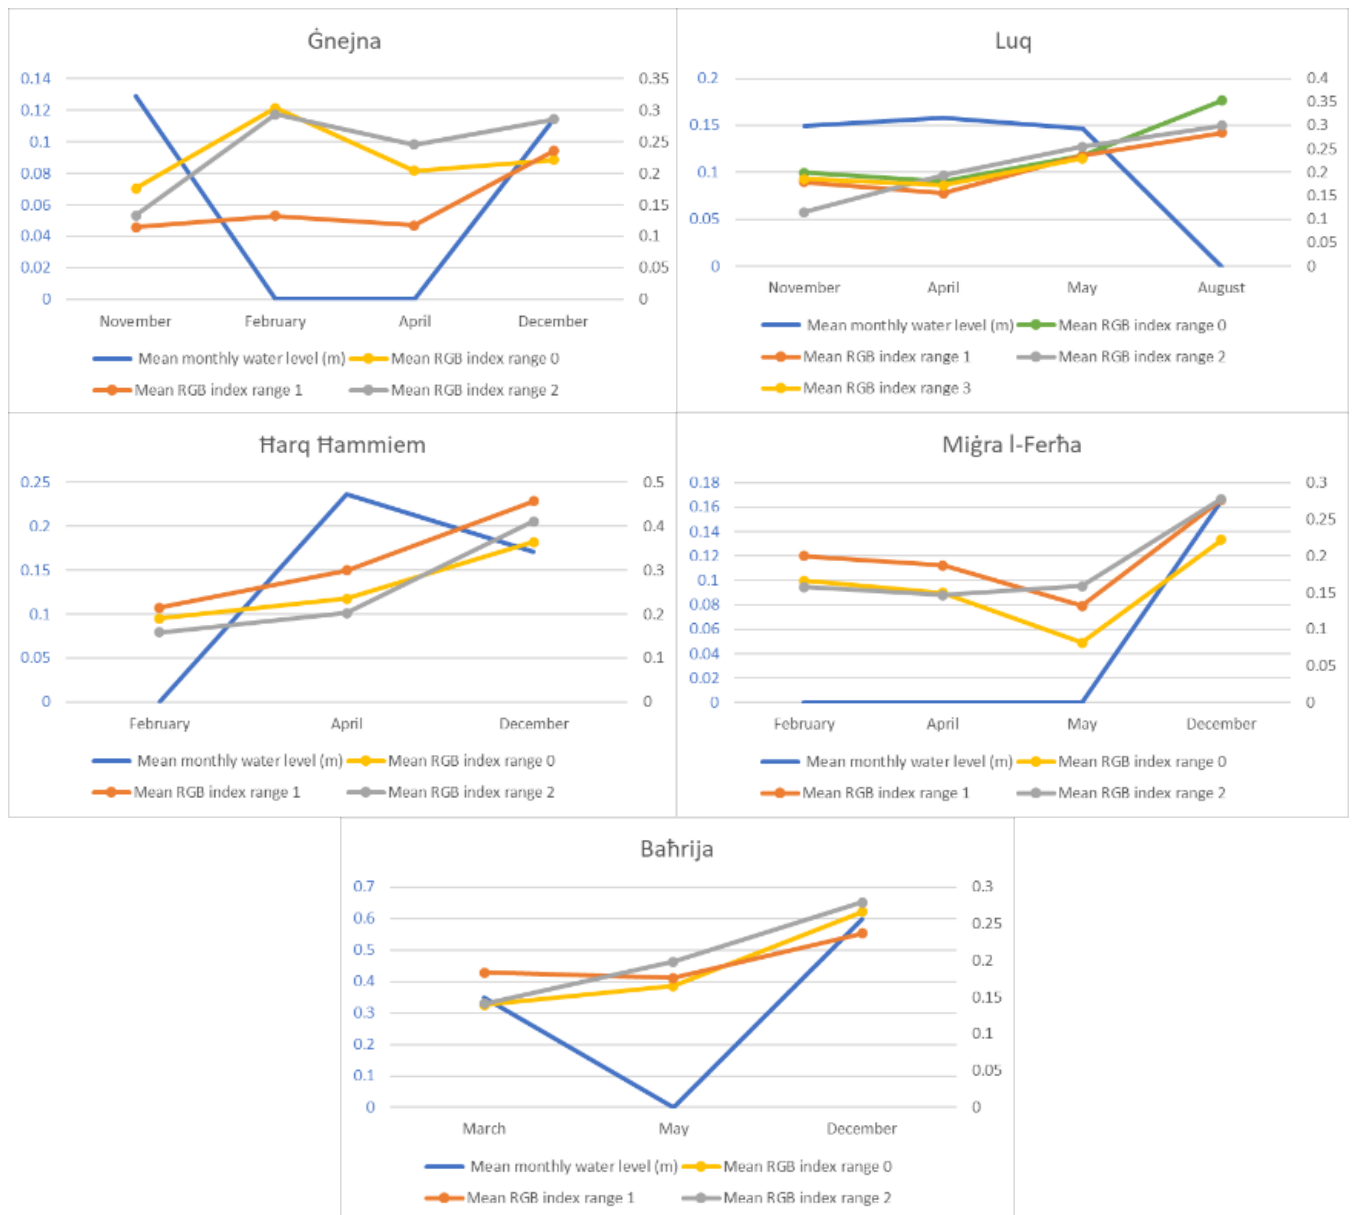 Ġnejna
0.14 0.35
0.12 0.3
0.1 0.25
0.08 0.2
0.06 0.15
0.04 0.1
0.02 0.05
0 0
November February April December
Mean monthly water level (m) Mean RGB index range 0
Mean RGB index range 1 Mean RGB index range 2
Luq
0.2 0.4
0.35
0.15 0.3
0.25
0.1 0.2
0.15
0.05 0.1
0.05
0 0
November April May August
Mean monthly water level (m) Mean RGB index range 0
Mean RGB index range 1 Mean RGB index range 2
Mean RGB index range 3
Ħarq Ħammiem
0.25 0.5
0.2 0.4
0.15 0.3
0.1 0.2
0.05 0.1
0 0
February April December
Mean monthly water level (m) Mean RGB index range 0
Mean RGB index range 1 Mean RGB index range 2
Miġra l-Ferħa
0.18 0.3
0.16 0.25
0.14
0.12 0.2
0.1 0.15
0.08
0.06 0.1
0.04 0.05
0.02
0 0
February April May December
Mean monthly water level (m) Mean RGB index range 0
Mean RGB index range 1 Mean RGB index range 2
Baħrija
0.7 0.3
0.6 0.25
0.5 0.2
0.4
0.3 0.15
0.2 0.1
0.1 0.05
0 0
March May December
Mean monthly water level (m) Mean RGB index range 0
Mean RGB index range 1 Mean RGB index range 2